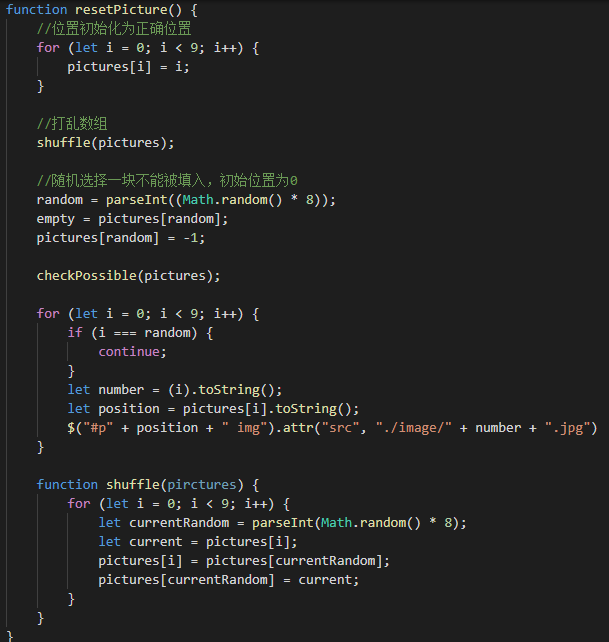 function resetPicture() {
//位置初始化为正确位置
for (let i = 0; i < 9; i++) {
pictures[i] = i;
}
//打乱数组
shuffle(pictures);
//随机选择一块不能被填入，初始位置为0
random = parseInt((Math.random() * 8));
empty = pictures[random];
pictures[random] = -1;
checkPossible(pictures);
for (let i = 0; i < 9; i++) {
if (i === random) {
continue;
}
let number = (i).toString();
let position = pictures[i].toString();
$("#p" + position + " img").attr("src", "./image/" + number + ".jpg")
}
function shuffle(pirctures) {
for (let i = 0; i < 9; i++) {
let currentRandom = parseInt(Math.random() * 8);
let current = pictures[i];
pictures[i] = pictures[currentRandom];
pictures[currentRandom] = current;
}
}
}